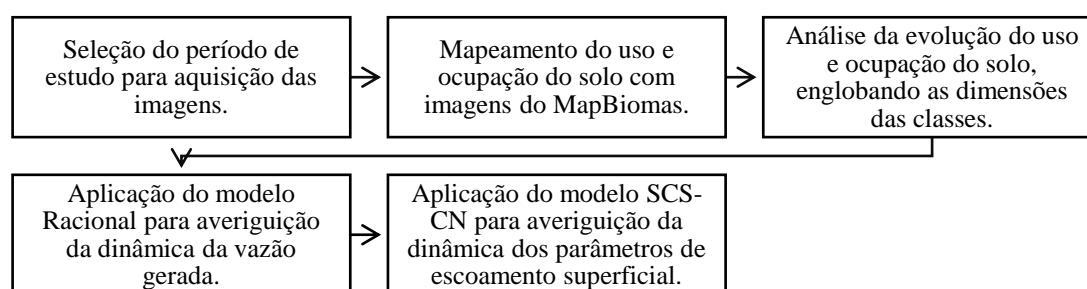 Seleção do período de
estudo para aquisição das
imagens.
Mapeamento do uso e
ocupação do solo com
imagens do MapBiomas.
Análise da evolução do uso
e ocupação do solo,
englobando as dimensões
das classes.
Aplicação do modelo
Racional para averiguição
da dinâmica da vazão
gerada.
Aplicação do modelo SCS-
CN para averiguição da
dinâmica dos parâmetros de
escoamento superficial.